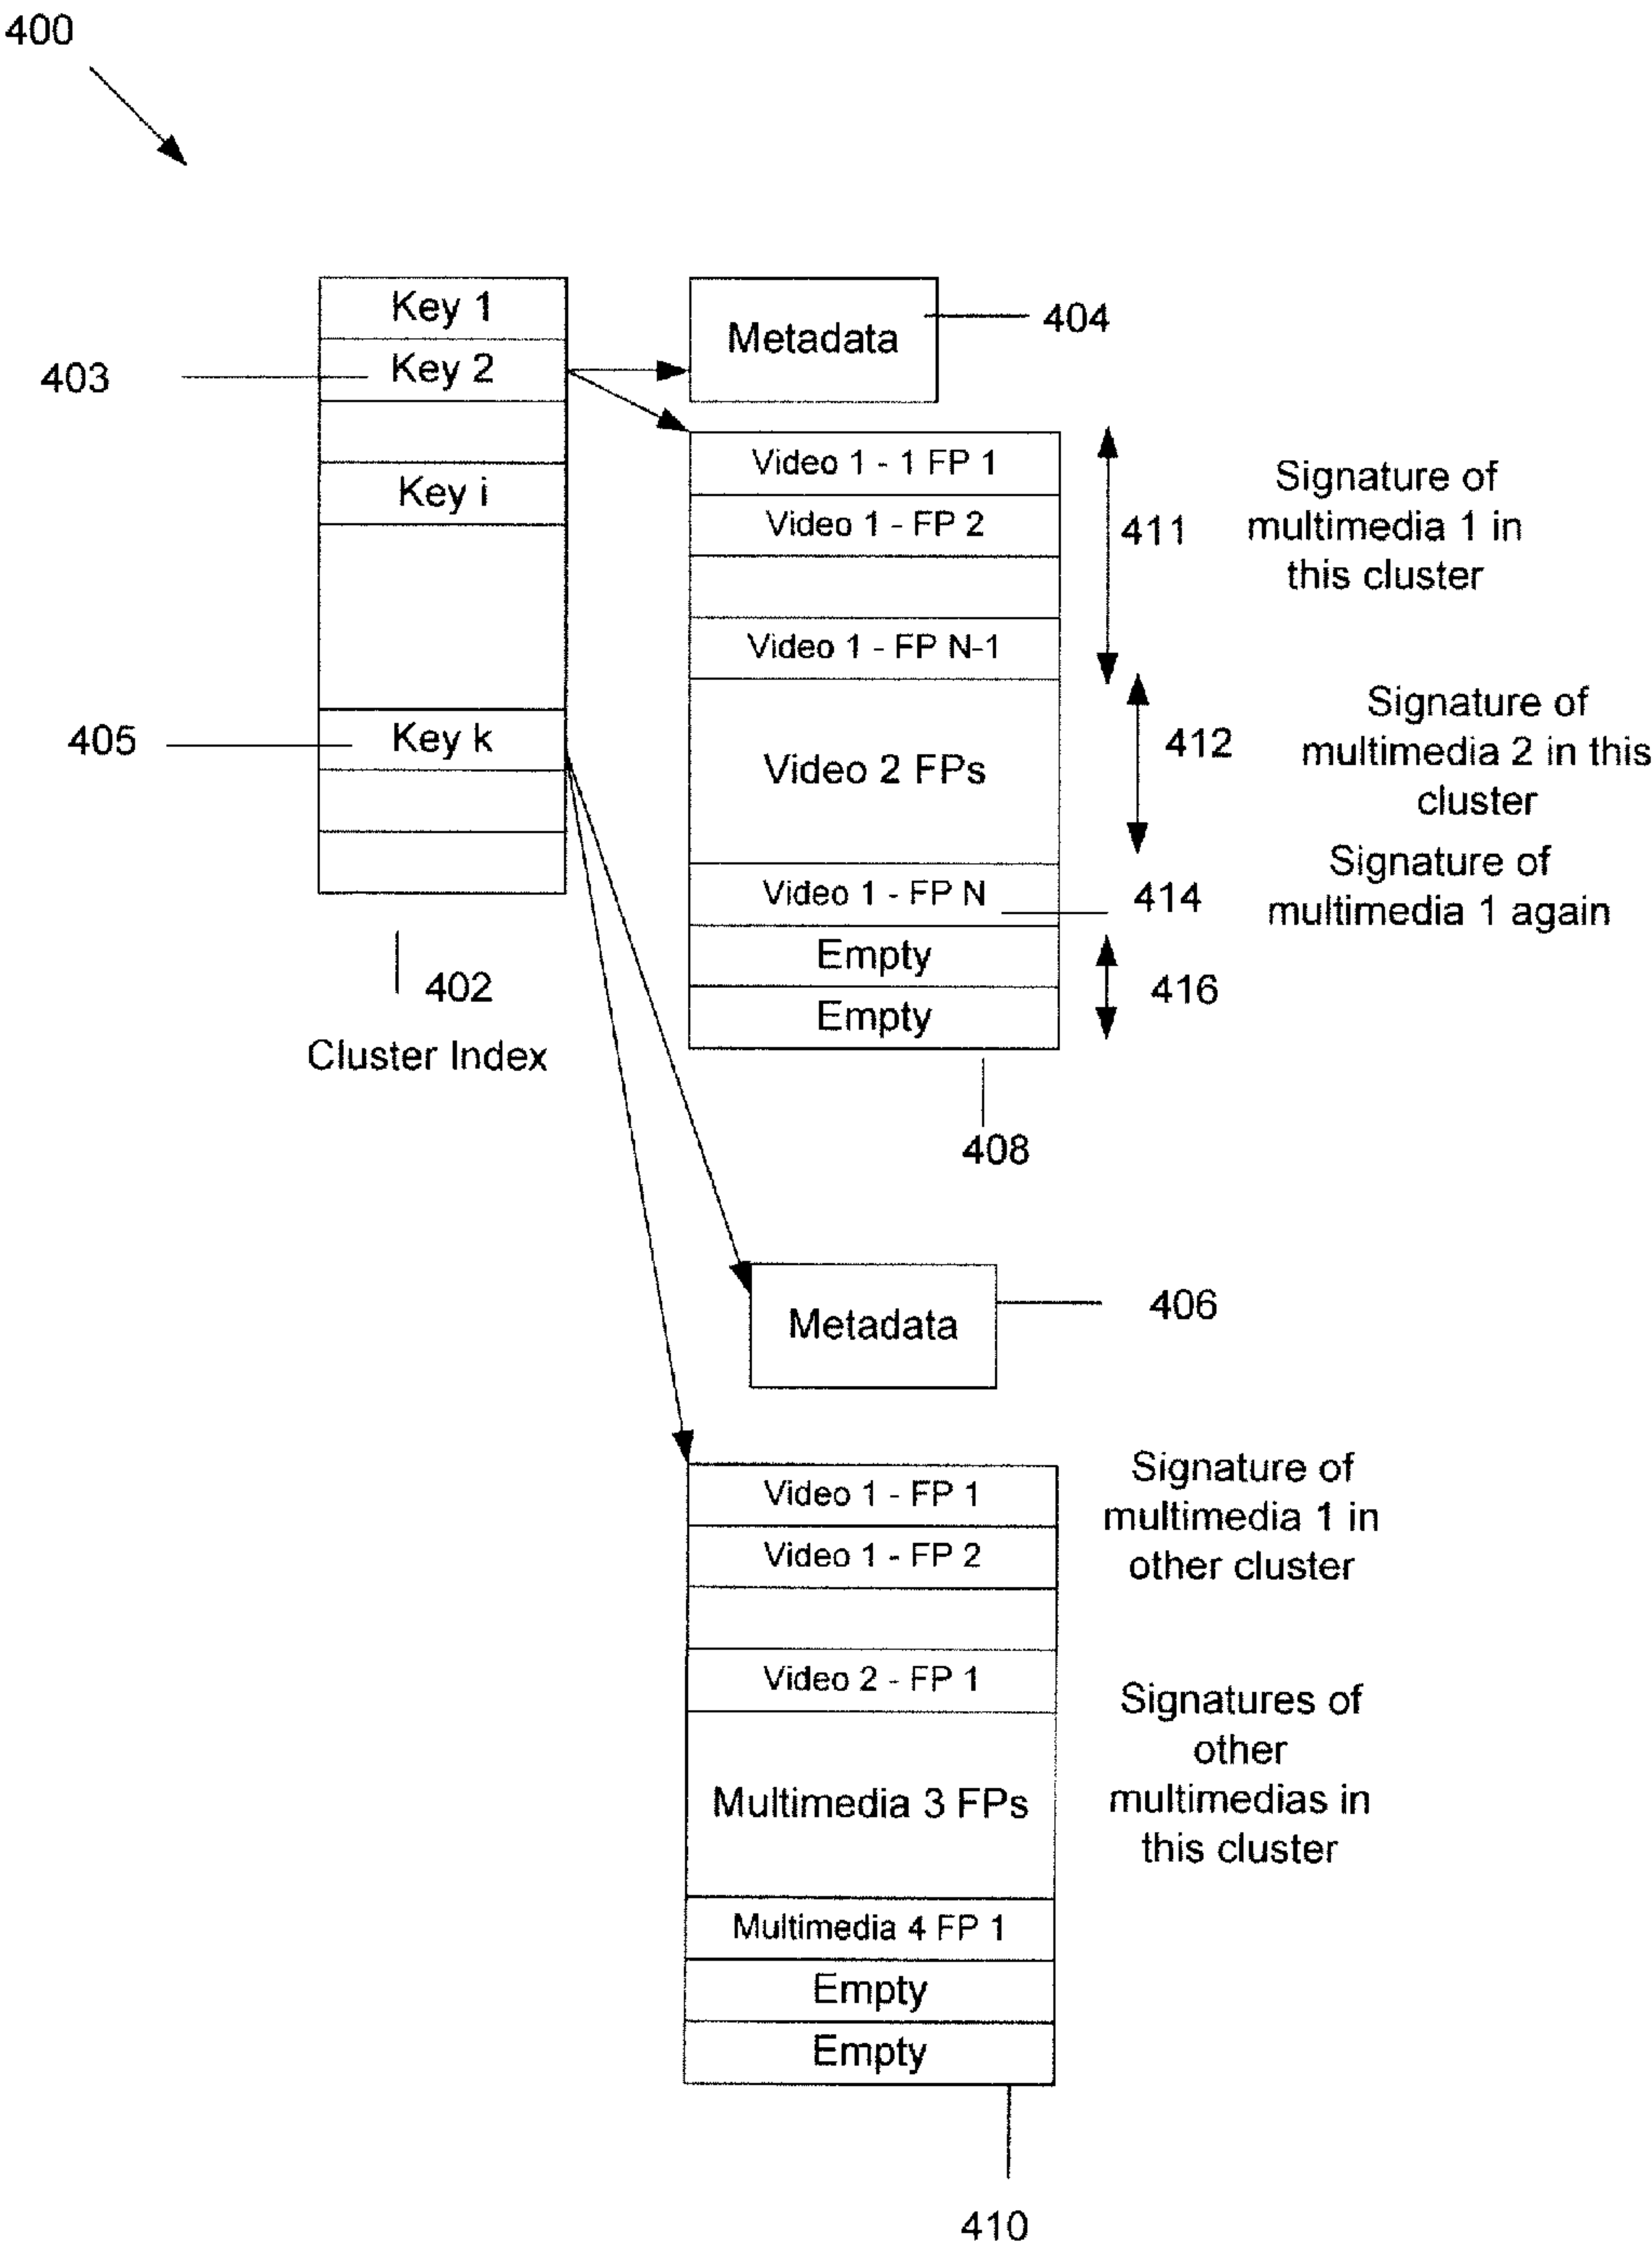 400
Key 1
403
Key 2
Key i
405
Key k
402
Cluster Index
Metadata
404
Video 1 - 1 FP 1
Video 1 - FP 2
Video 1 - FP N-1
411
Signature of
multimedia 1 in
this cluster
Video 2 FPs
412
Signature of
multimedia 2 in this
cluster
Video 1 - FP N
414
Signature of
multimedia 1 again
Empty
Empty
416
408
Metadata
406
Video 1 - FP 1
Video 1 - FP 2
Signature of
multimedia 1 in
other cluster
Video 2 - FP 1
Multimedia 3 FPs
Signatures of
other
multimedias in
this cluster
Multimedia 4 FP 1
Empty
Empty
410